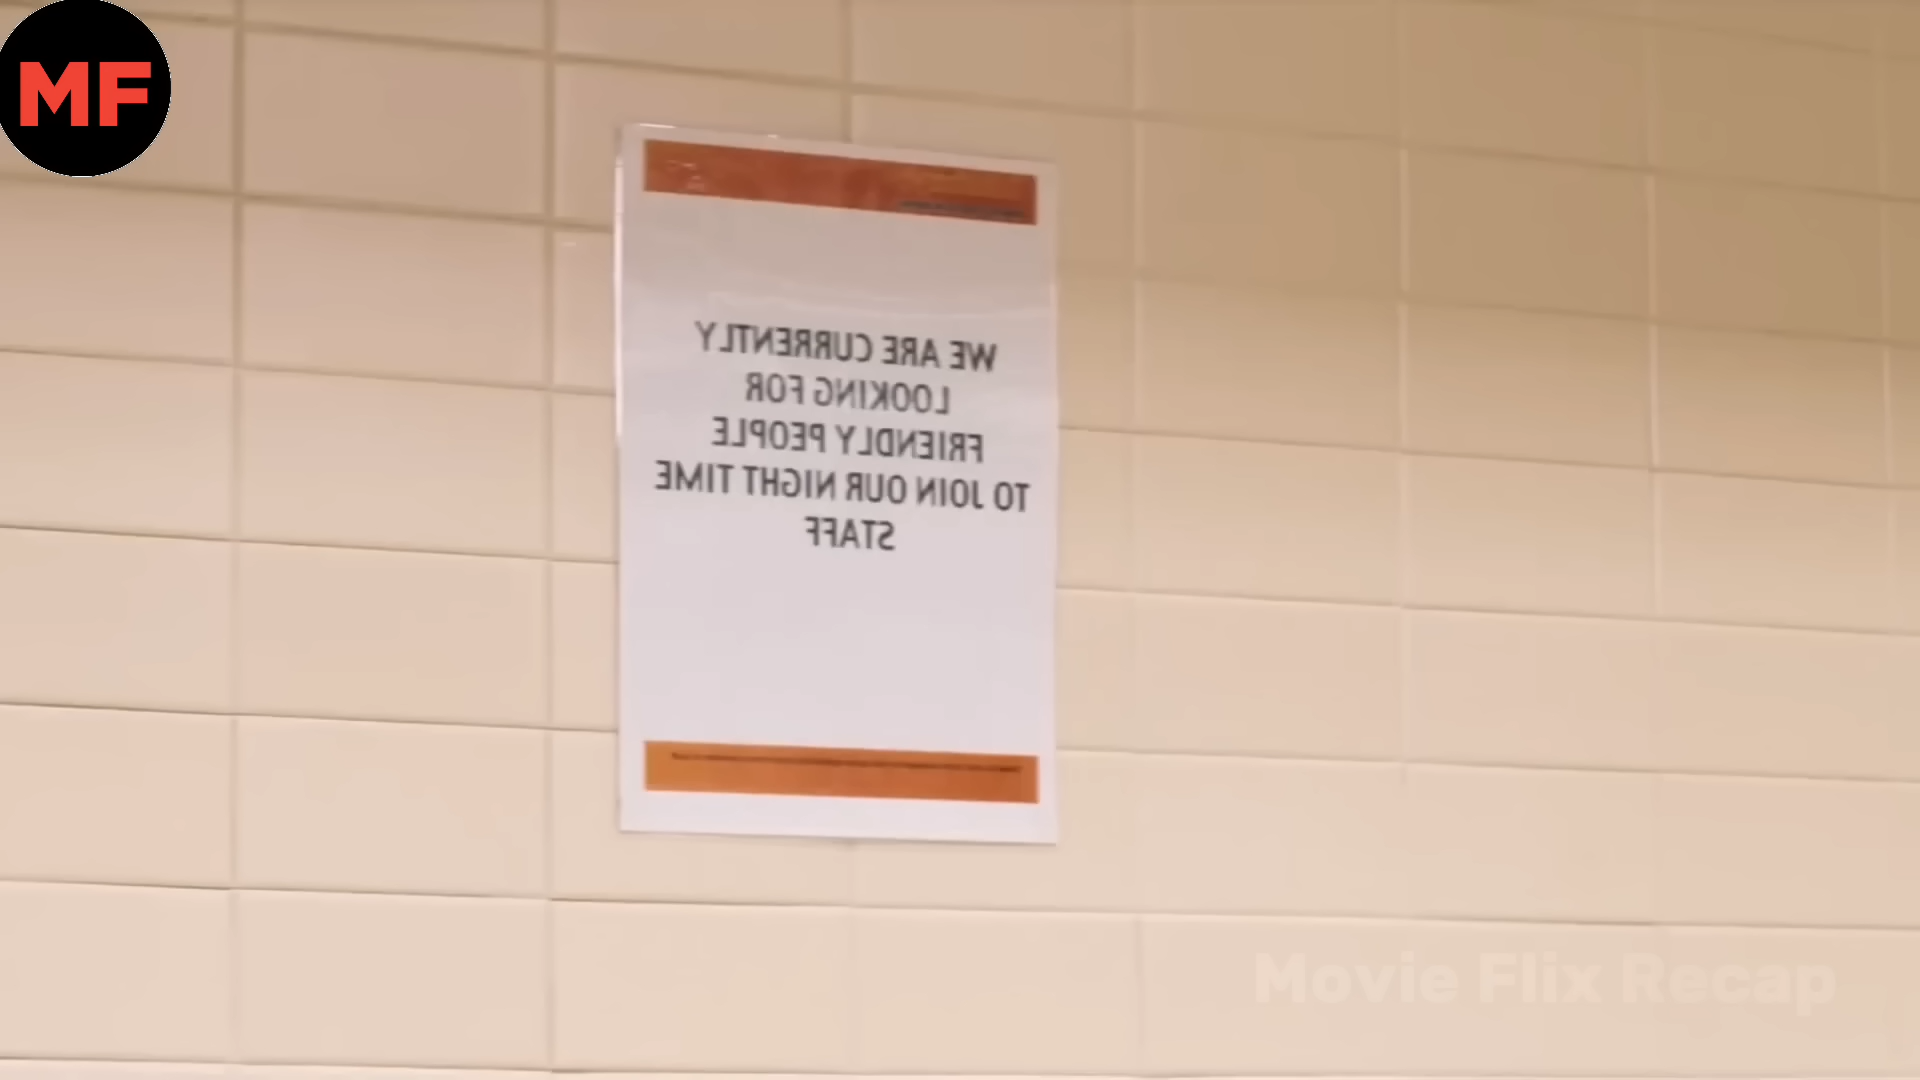 MF
WE ARE CURRENTLY
LOOKING FOR
FRIENDLY PEOPLE
TO JOIN OUR NIGHT TIME
STAFF
Movie Flix Recap